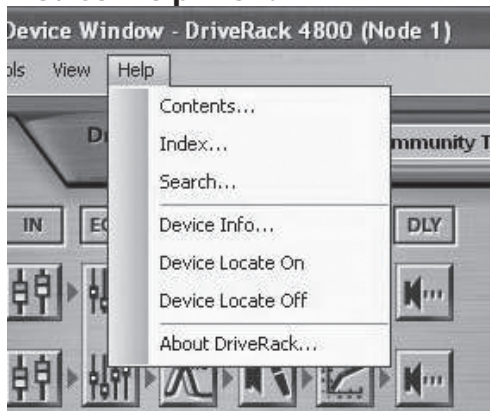 Device Window - DriveRack 4800 (Node 1)
View Help
Contents...
Index...
Search...
Device Info...
Device Locate On
Device Locate Off
About DriveRack...
IN
DLY